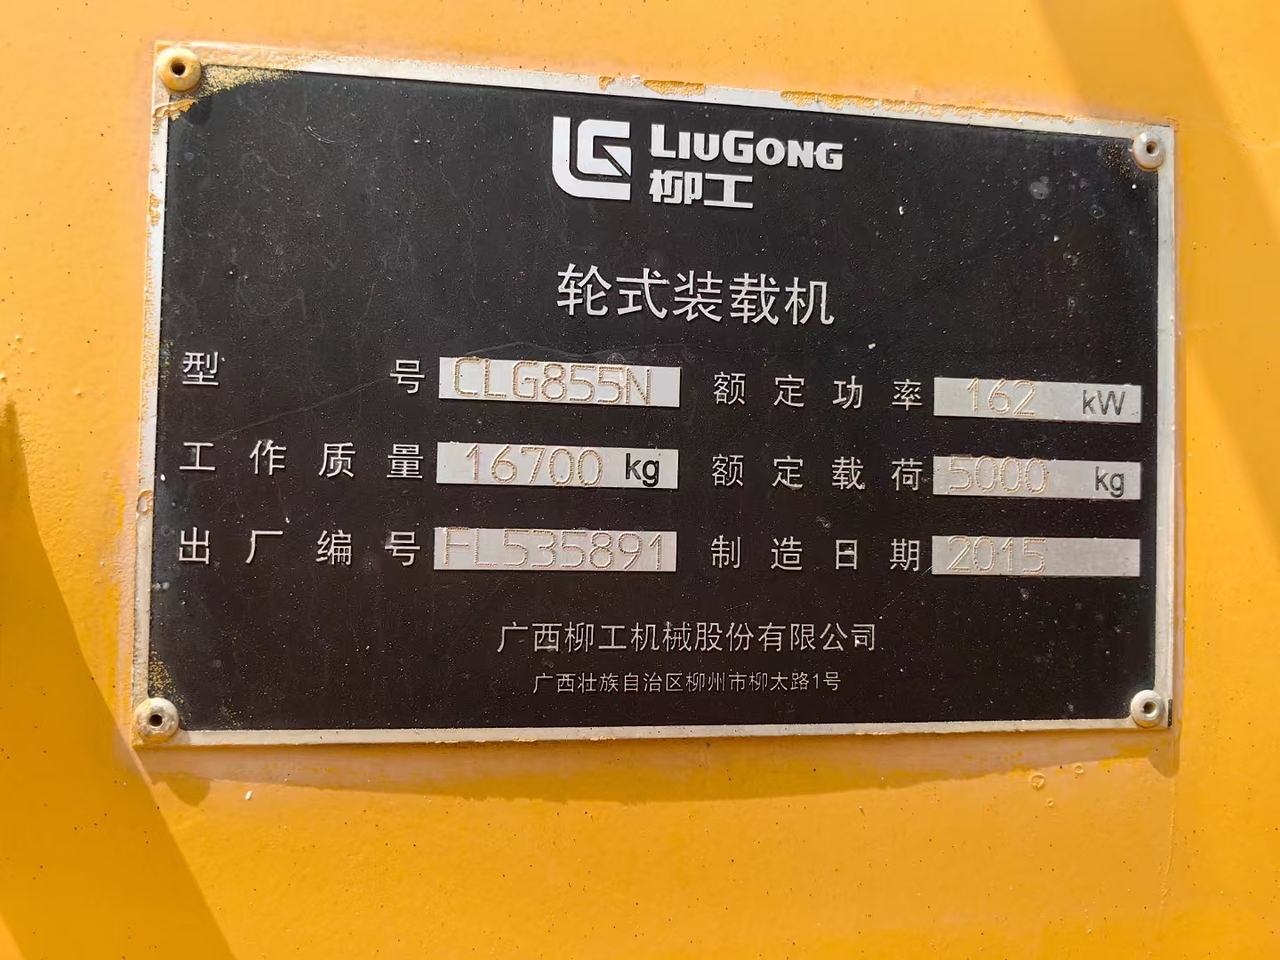 LG LIUGONG
柳工
轮式装载机
型号 CLG855N 额定功率 162 kW
工作质量 16700 kg 额定载荷 5000 kg
出厂编号 FL535891 制造日期 2015
广西柳工机械股份有限公司
广西壮族自治区柳州市柳太路1号